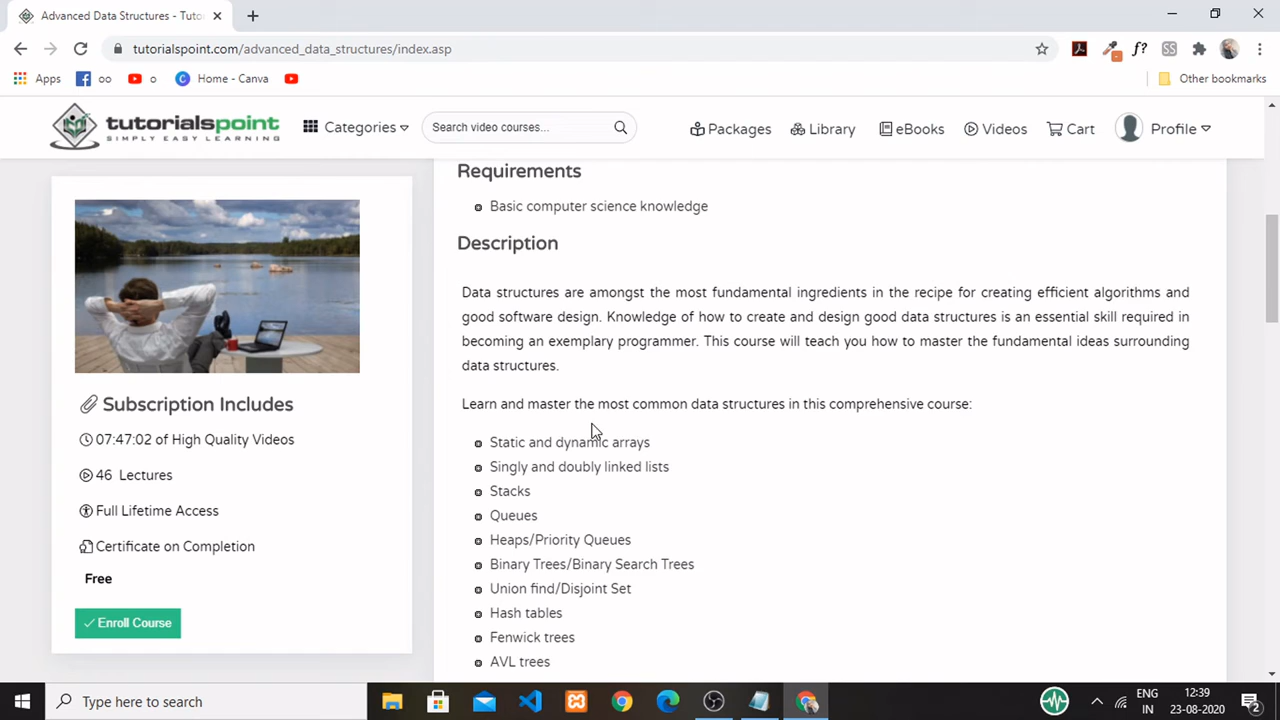 Advanced Data Structures - Tuto
tutorialspoint.com/advanced_data_structures/index.asp
f?
SS
Apps
oo
o
Home - Canva
Other bookmarks
tutorialspoint
SIMPLY EASY LEARNING
Categories
Search video courses...
Packages
Library
eBooks
Videos
Cart
Profile
Subscription Includes
07:47:02 of High Quality Videos
46 Lectures
Full Lifetime Access
Certificate on Completion
Free
Enroll Course
Requirements
Basic computer science knowledge
Description
Data structures are amongst the most fundamental ingredients in the recipe for creating efficient algorithms and
good software design. Knowledge of how to create and design good data structures is an essential skill required in
becoming an exemplary programmer. This course will teach you how to master the fundamental ideas surrounding
data structures.
Learn and master the most common data structures in this comprehensive course:
Static and dynamic arrays
Singly and doubly linked lists
Stacks
Queues
Heaps/Priority Queues
Binary Trees/Binary Search Trees
Union find/Disjoint Set
Hash tables
Fenwick trees
AVL trees
Type here to search
ENG
IN
12:39
23-08-2020
2